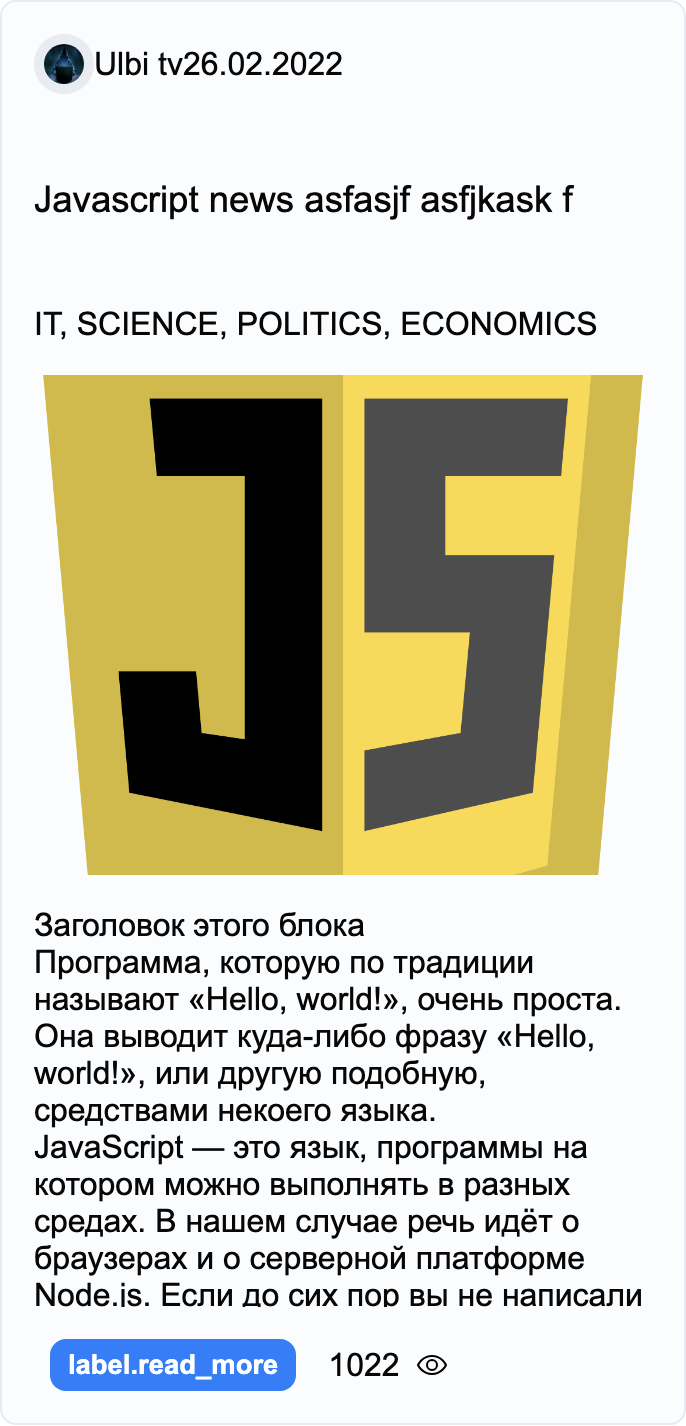 Ulbi tv26.02.2022
Javascript news asfasjf asfjkask f
IT, SCIENCE, POLITICS, ECONOMICS
JS
Заголовок этого блока
Программа, которую по традиции
называют «Hello, world!», очень проста.
Она выводит куда-либо фразу «Hello,
world!», или другую подобную,
средствами некоего языка.
JavaScript — это язык, программы на
котором можно выполнять в разных
средах. В нашем случае речь идёт о
браузерах и о серверной платформе
Node.js. Если до сих пор вы не написали
label.read_more 1022